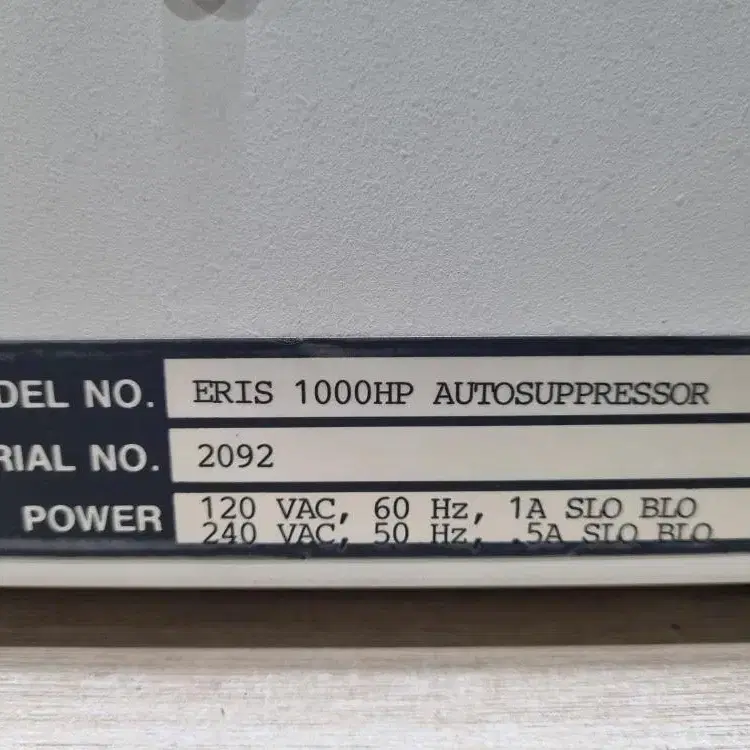 DEL NO. ERIS 1000HP AUTOSUPPRESSOR
RIAL NO. 2092
POWER 120 VAC, 60 Hz, 1A SLO BLO
240 VAC, 50 Hz, .5A SLO BLO